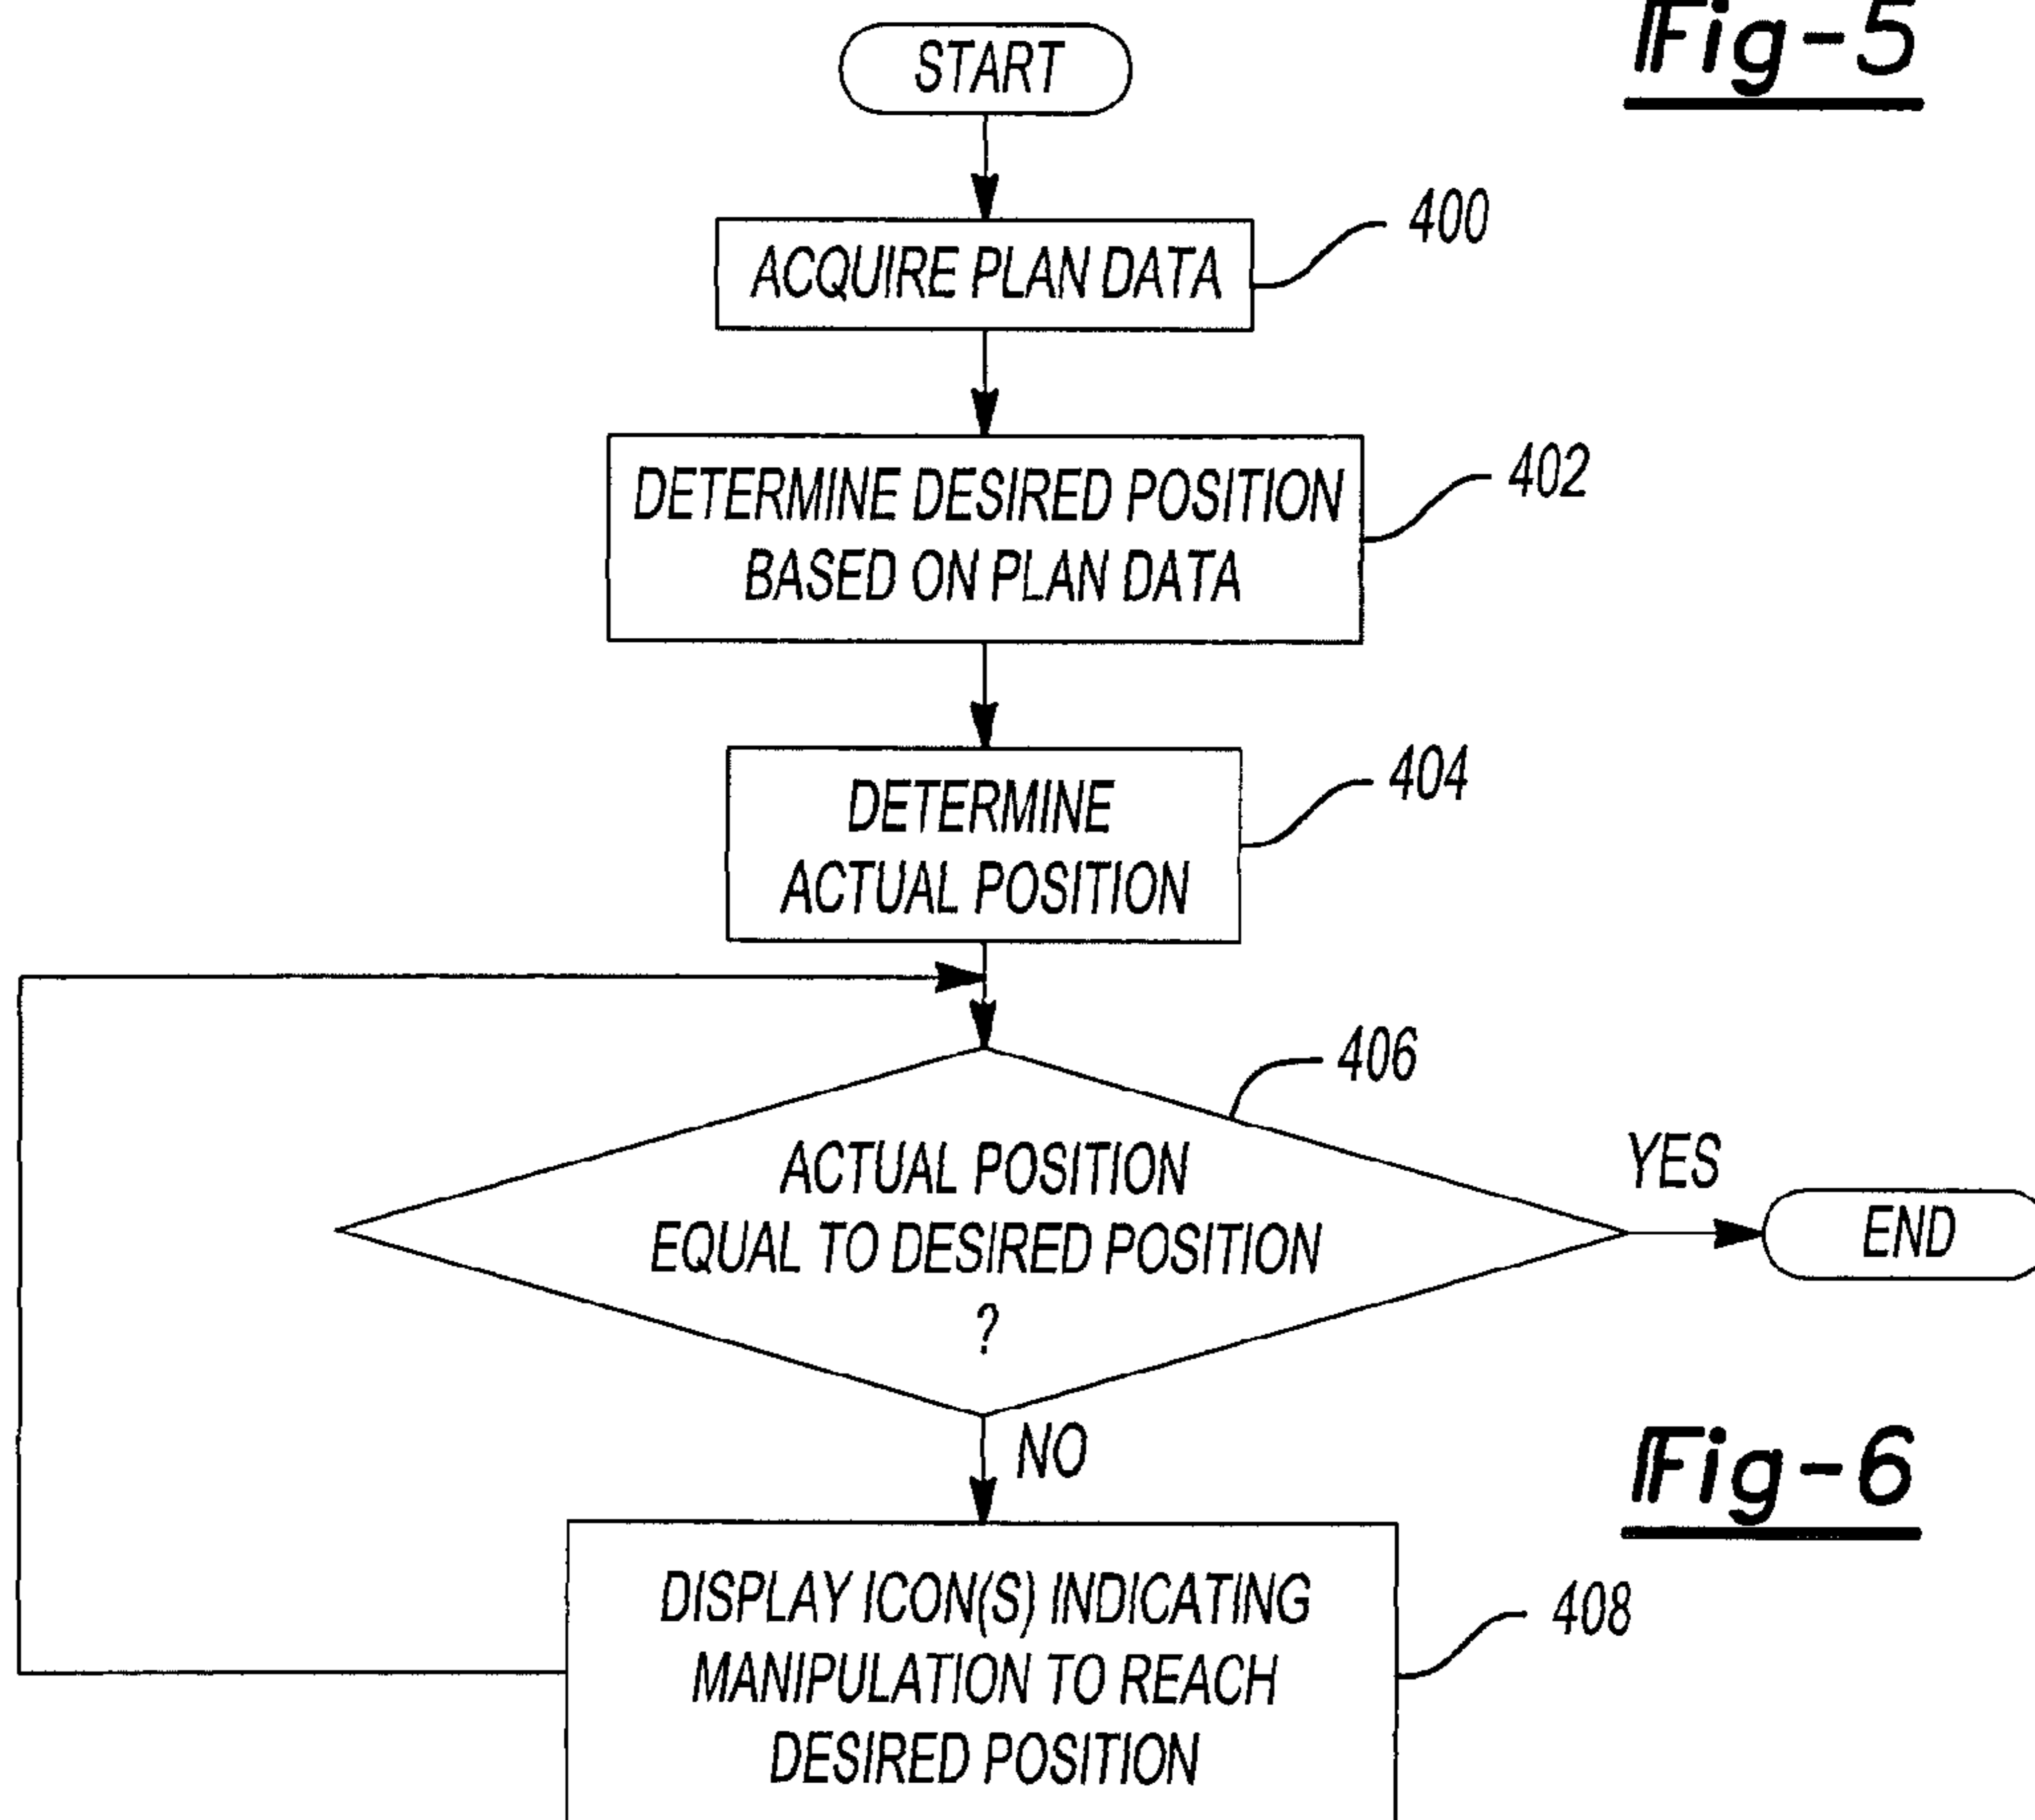 Fig-5
START
400
ACQUIRE PLAN DATA
402
DETERMINE DESIRED POSITION
BASED ON PLAN DATA
404
DETERMINE
ACTUAL POSITION
406
ACTUAL POSITION
EQUAL TO DESIRED POSITION
?
YES
END
NO
Fig-6
408
DISPLAY ICON(S) INDICATING
MANIPULATION TO REACH
DESIRED POSITION